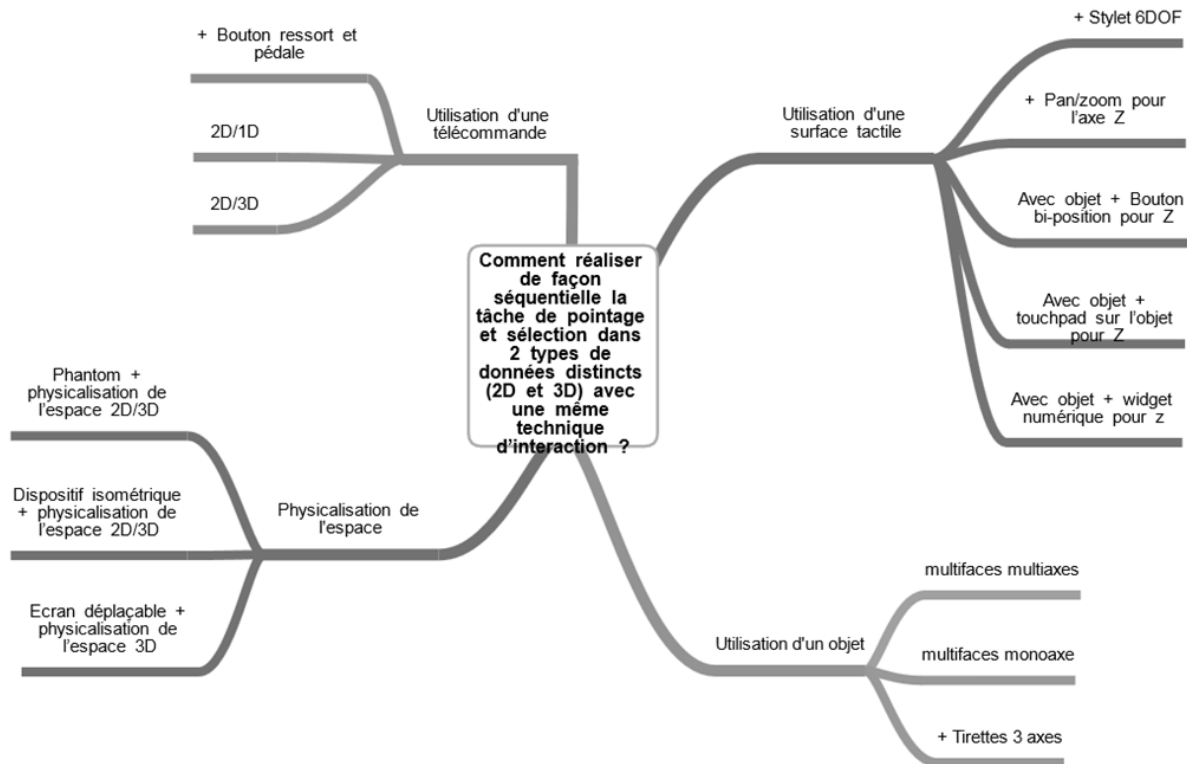 + Bouton ressort et
pédale
2D/1D
2D/3D
Utilisation d'une
télécommande
+ Stylet 6DOF
+ Pan/zoom pour
l'axe Z
Utilisation d'une
surface tactile
Avec objet + Bouton
bi-position pour Z
Avec objet +
touchpad sur l'objet
pour Z
Avec objet + widget
numérique pour z
Comment réaliser
de façon
séquentielle la
tâche de pointage
et sélection dans
2 types de
données distincts
(2D et 3D) avec
une même
technique
d'interaction ?
Phantom +
physicalisation de
l'espace 2D/3D
Dispositif isométrique
+ physicalisation de
l'espace 2D/3D
Ecran déplaçable +
physicalisation de
l'espace 3D
Physicalisation de
l'espace
Utilisation d'un objet
multifaces multiaxes
multifaces monoaxe
+ Tirettes 3 axes